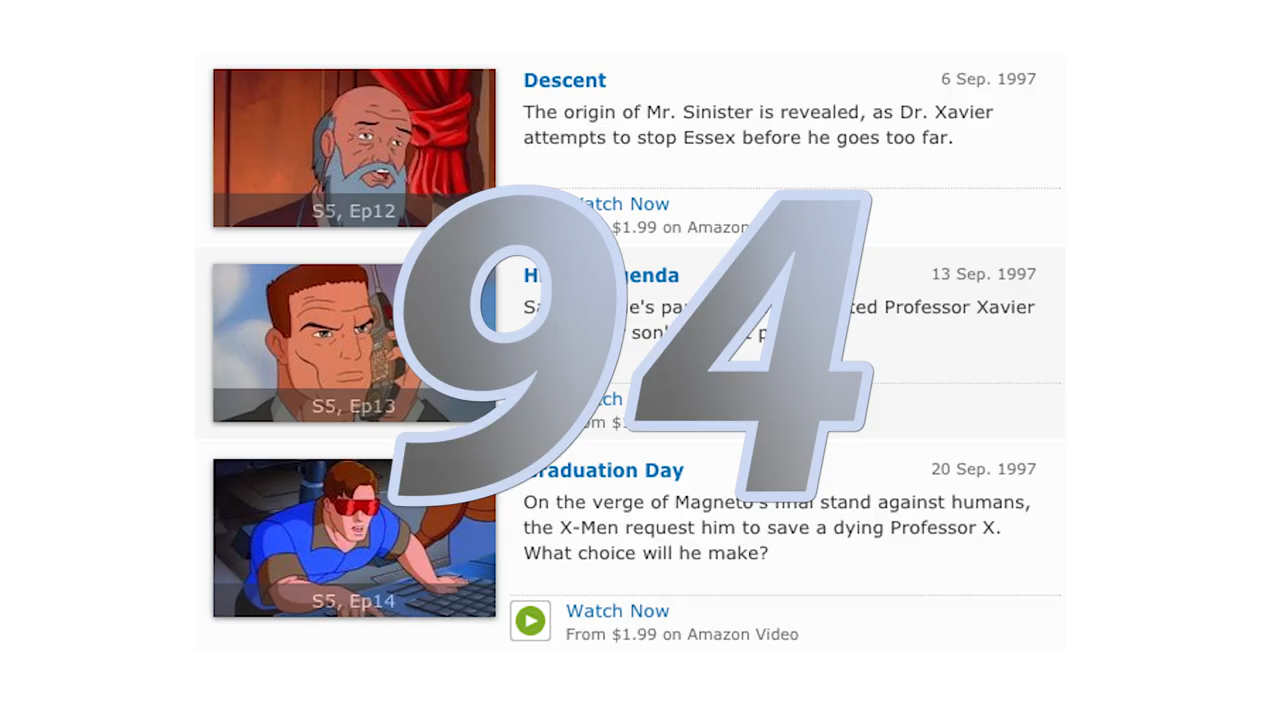 Descent
6 Sep. 1997
The origin of Mr. Sinister is revealed, as Dr. Xavier
attempts to stop Essex before he goes too far.
S5, Ep12
Now
$1.99 on Amazon
94
13 Sep. 1997
Professor Xavier
S5, Ep13
Graduation Day
20 Sep. 1997
On the verge of Magneto's final stand against humans,
the X-Men request him to save a dying Professor X.
What choice will he make?
S5, Ep14
Watch Now
From $1.99 on Amazon Video